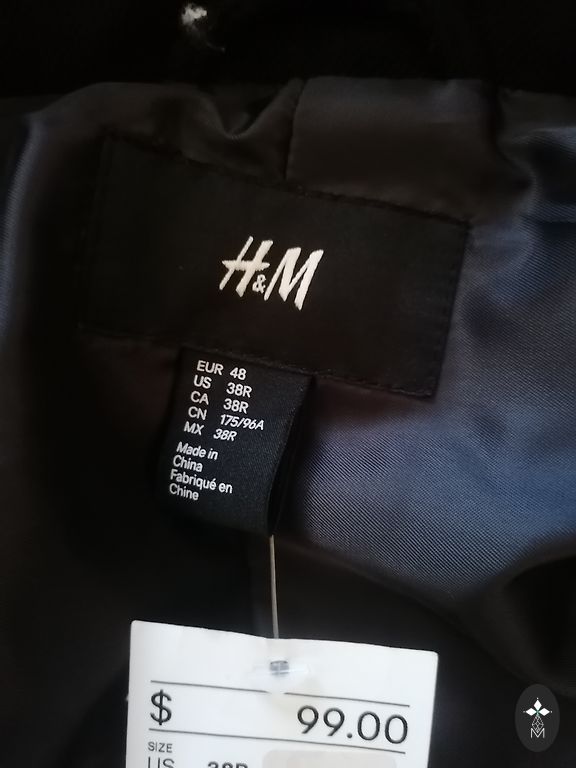 H&M
EUR 48
US 38R
CA 38R
CN 175/96A
MX 38R
Made in
China
Fabriqué en
Chine
$ 99.00
SIZE
US 38R
M